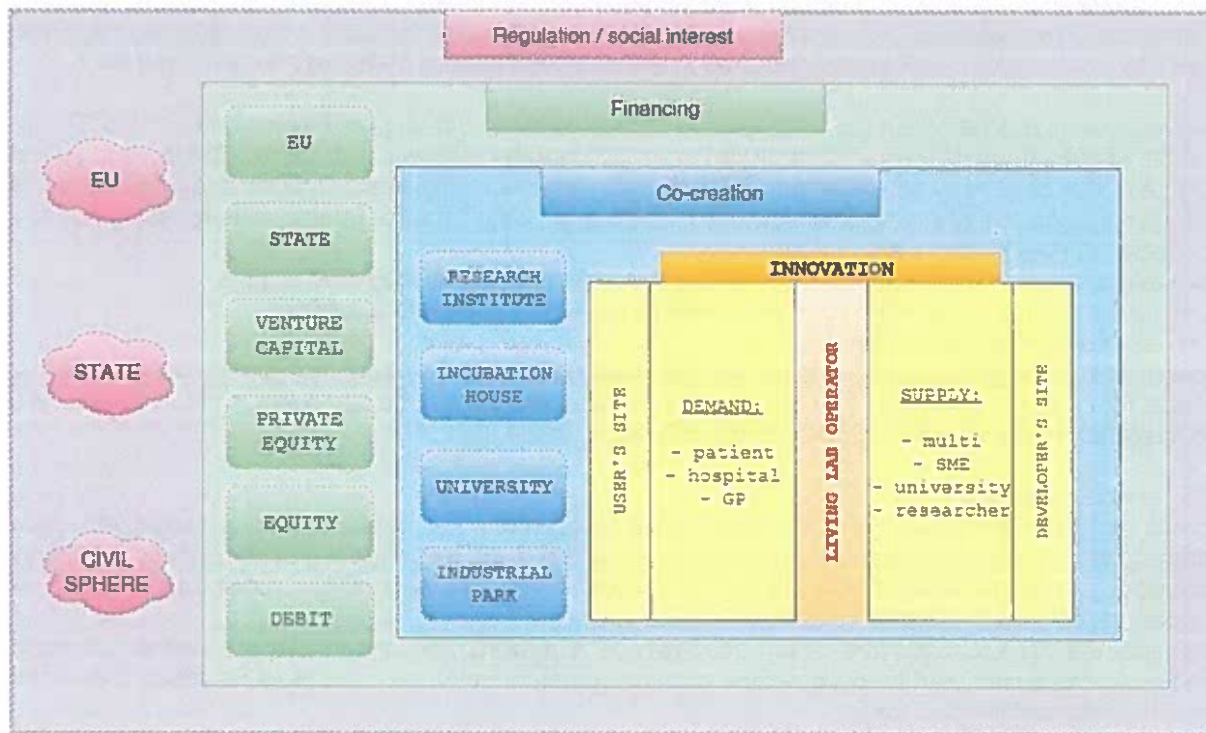 Regulation / social interest
EU
STATE
CIVIL
SPHERE
Financing
EU
STATE
VENTURE
CAPITAL
PRIVATE
EQUITY
EQUITY
DEBIT
Co-creation
RESEARCH
INSTITUTE
INCUBATION
HOUSE
UNIVERSITY
INDUSTRIAL
PARK
INNOVATION
USER'S SITE
DEMAND:
- patient
- hospital
- GP
LIVING LAB OPERATOR
SUPPLY:
- multi
- SME
- university
- researcher
DEVELOPER'S SITE